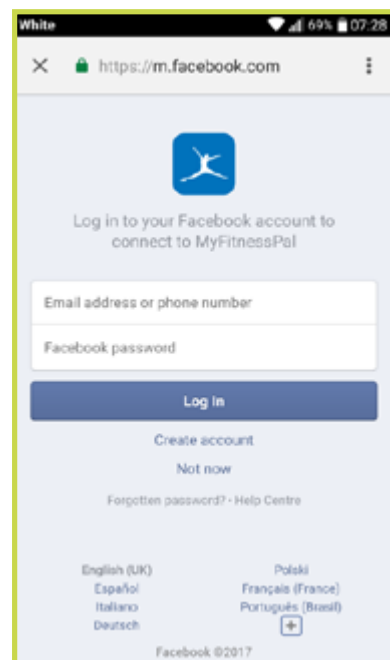 White 69% 07:28
https://m.facebook.com
Log in to your Facebook account to
connect to MyFitnessPal
Email address or phone number
Facebook password
Log In
Create account
Not now
Forgotten password? · Help Centre
English (UK) Polski
Español Français (France)
Italiano Português (Brasil)
Deutsch
Facebook ©2017